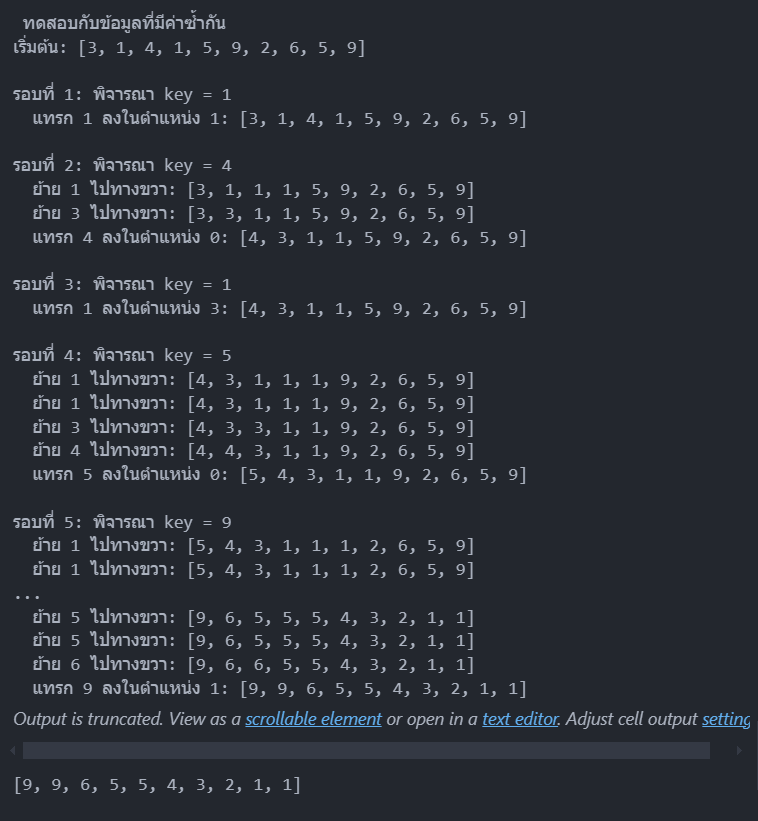 ทดสอบกับข้อมูลที่มีค่าซ้ำกัน
เริ่มต้น: [3, 1, 4, 1, 5, 9, 2, 6, 5, 9]
รอบที่ 1: พิจารณา key = 1
แทรก 1 ลงในตำแหน่ง 1: [3, 1, 4, 1, 5, 9, 2, 6, 5, 9]
รอบที่ 2: พิจารณา key = 4
ย้าย 1 ไปทางขวา: [3, 1, 1, 1, 5, 9, 2, 6, 5, 9]
ย้าย 3 ไปทางขวา: [3, 3, 1, 1, 5, 9, 2, 6, 5, 9]
แทรก 4 ลงในตำแหน่ง 0: [4, 3, 1, 1, 5, 9, 2, 6, 5, 9]
รอบที่ 3: พิจารณา key = 1
แทรก 1 ลงในตำแหน่ง 3: [4, 3, 1, 1, 5, 9, 2, 6, 5, 9]
รอบที่ 4: พิจารณา key = 5
ย้าย 1 ไปทางขวา: [4, 3, 1, 1, 1, 9, 2, 6, 5, 9]
ย้าย 1 ไปทางขวา: [4, 3, 1, 1, 1, 9, 2, 6, 5, 9]
ย้าย 3 ไปทางขวา: [4, 3, 3, 1, 1, 9, 2, 6, 5, 9]
ย้าย 4 ไปทางขวา: [4, 4, 3, 1, 1, 9, 2, 6, 5, 9]
แทรก 5 ลงในตำแหน่ง 0: [5, 4, 3, 1, 1, 9, 2, 6, 5, 9]
รอบที่ 5: พิจารณา key = 9
ย้าย 1 ไปทางขวา: [5, 4, 3, 1, 1, 1, 2, 6, 5, 9]
ย้าย 1 ไปทางขวา: [5, 4, 3, 1, 1, 1, 2, 6, 5, 9]
...
ย้าย 5 ไปทางขวา: [9, 6, 5, 5, 5, 4, 3, 2, 1, 1]
ย้าย 5 ไปทางขวา: [9, 6, 5, 5, 5, 4, 3, 2, 1, 1]
ย้าย 6 ไปทางขวา: [9, 6, 6, 5, 5, 4, 3, 2, 1, 1]
แทรก 9 ลงในตำแหน่ง 1: [9, 9, 6, 5, 5, 4, 3, 2, 1, 1]
Output is truncated. View as a scrollable element or open in a text editor. Adjust cell output setting
[9, 9, 6, 5, 5, 4, 3, 2, 1, 1]